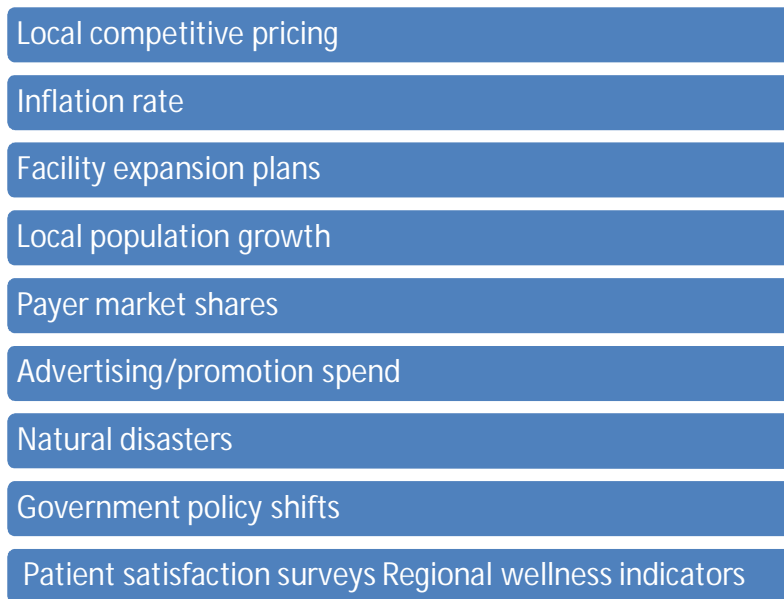 Local competitive pricing
Inflation rate
Facility expansion plans
Local population growth
Payer market shares
Advertising/promotion spend
Natural disasters
Government policy shifts
Patient satisfaction surveys Regional wellness indicators